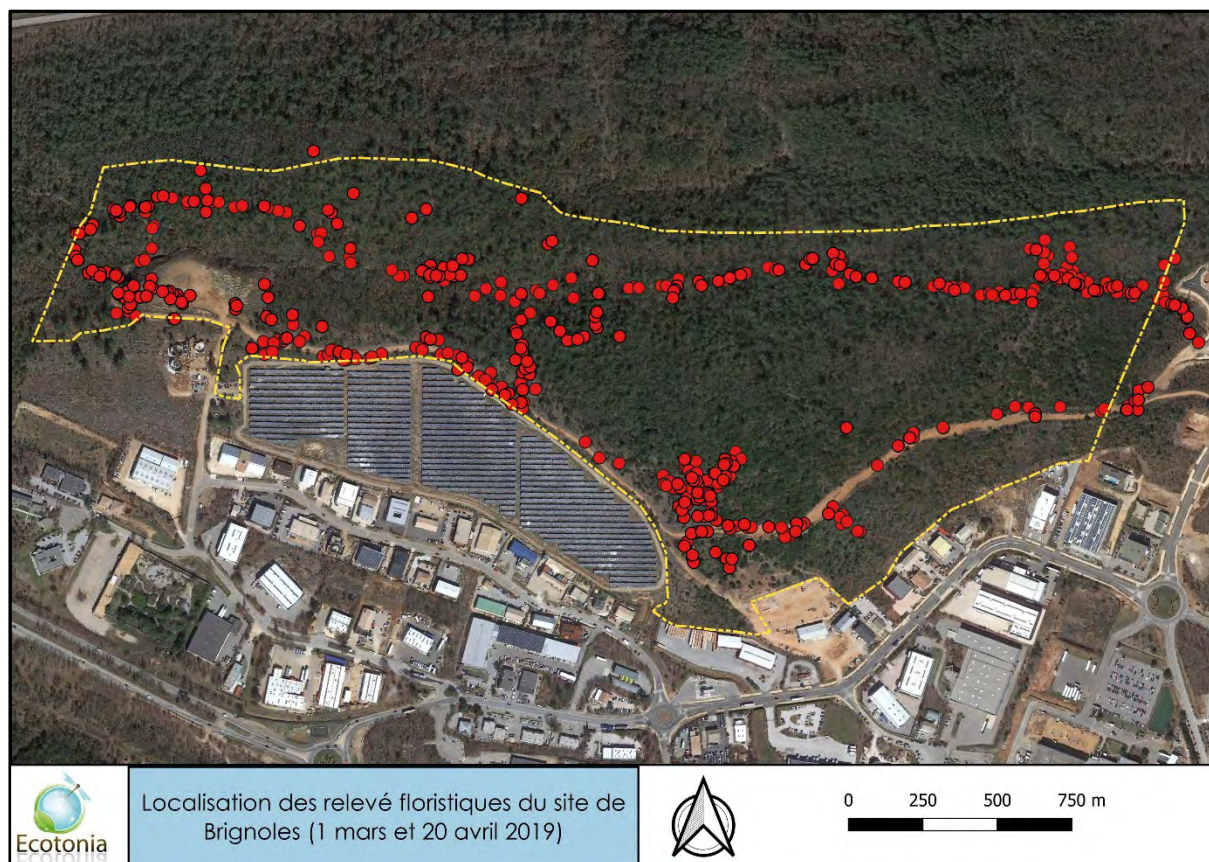 Ecotonia
Localisation des relevé floristiques du site de
Brignoles (1 mars et 20 avril 2019)
0 250 500 750 m